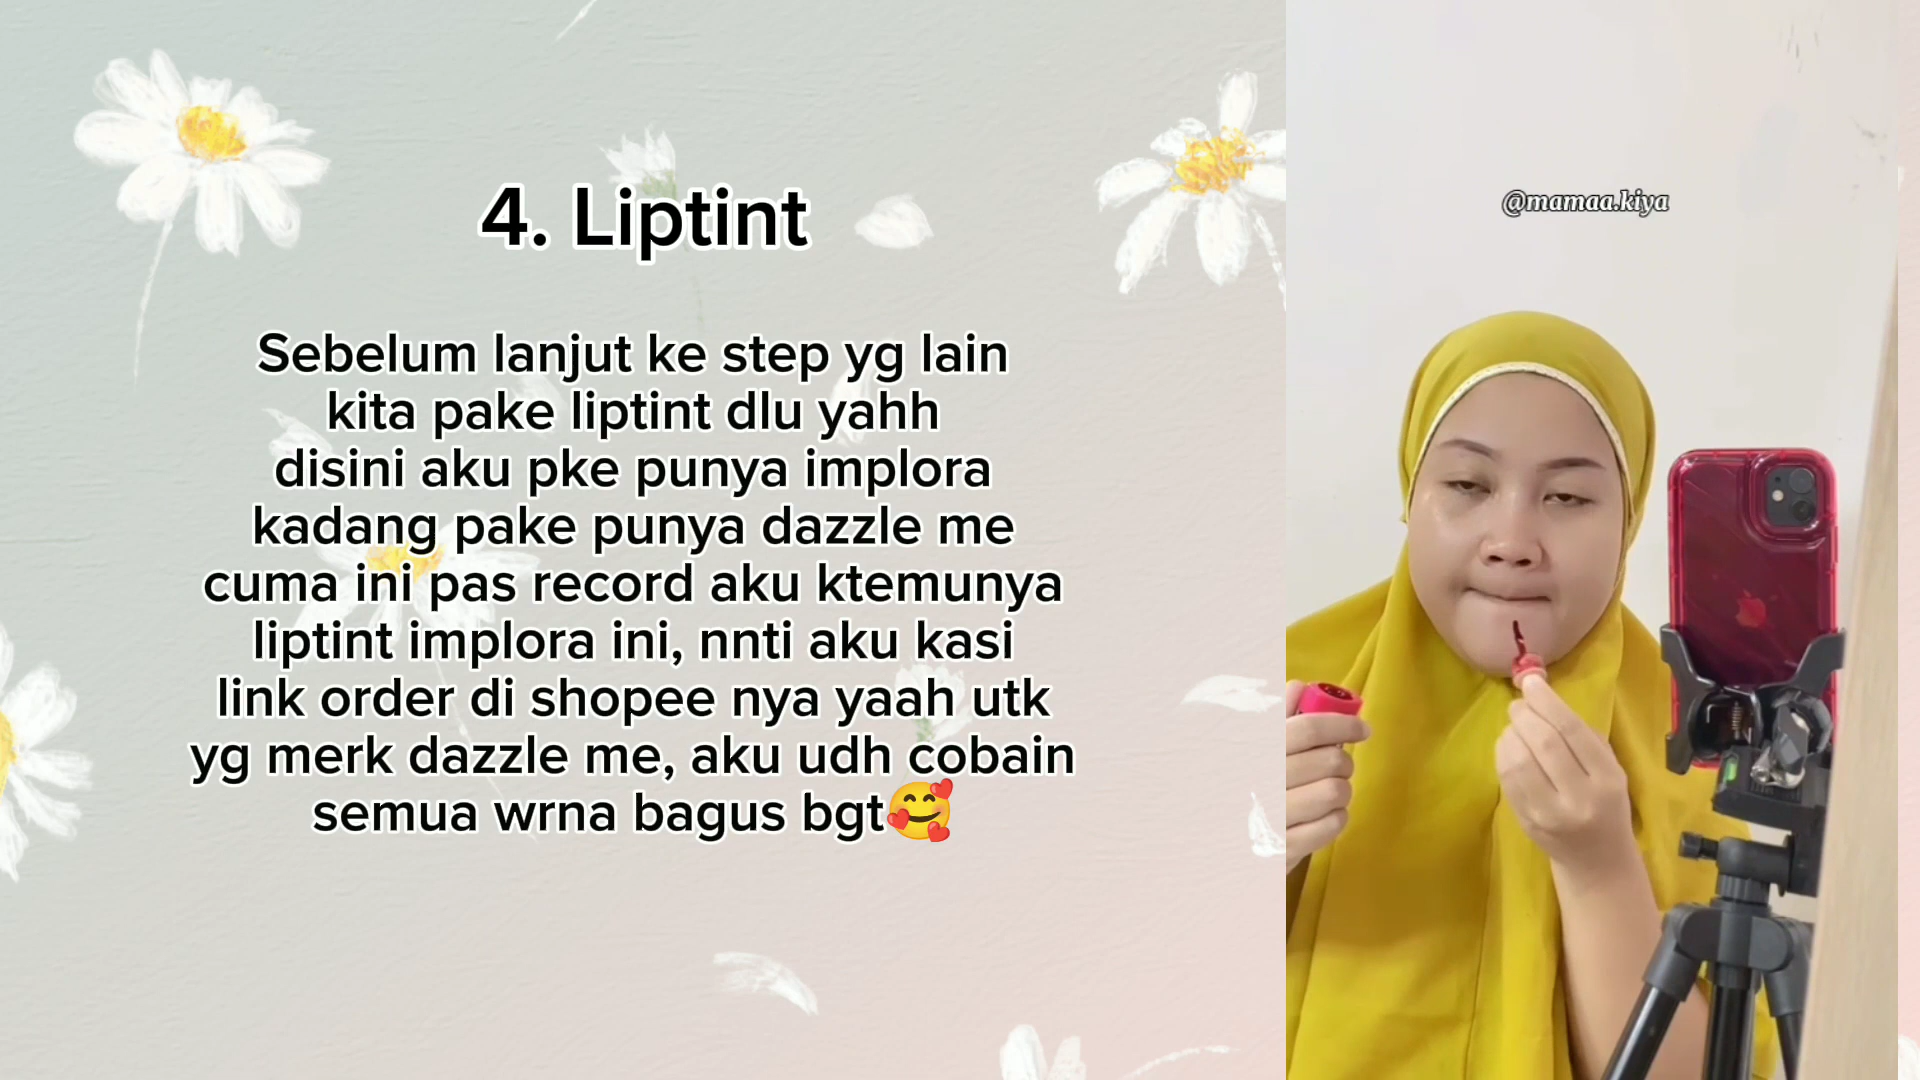 4. Liptint
Sebelum lanjut ke step yg lain
kita pake liptint dlu yahh
disini aku pke punya implora
kadang pake punya dazzle me
cuma ini pas record aku ktemunya
liptint implora ini, nnti aku kasi
link order di shopee nya yaah utk
yg merk dazzle me, aku udh cobain
semua wrna bagus bgt🥰
@mamaa.kiya